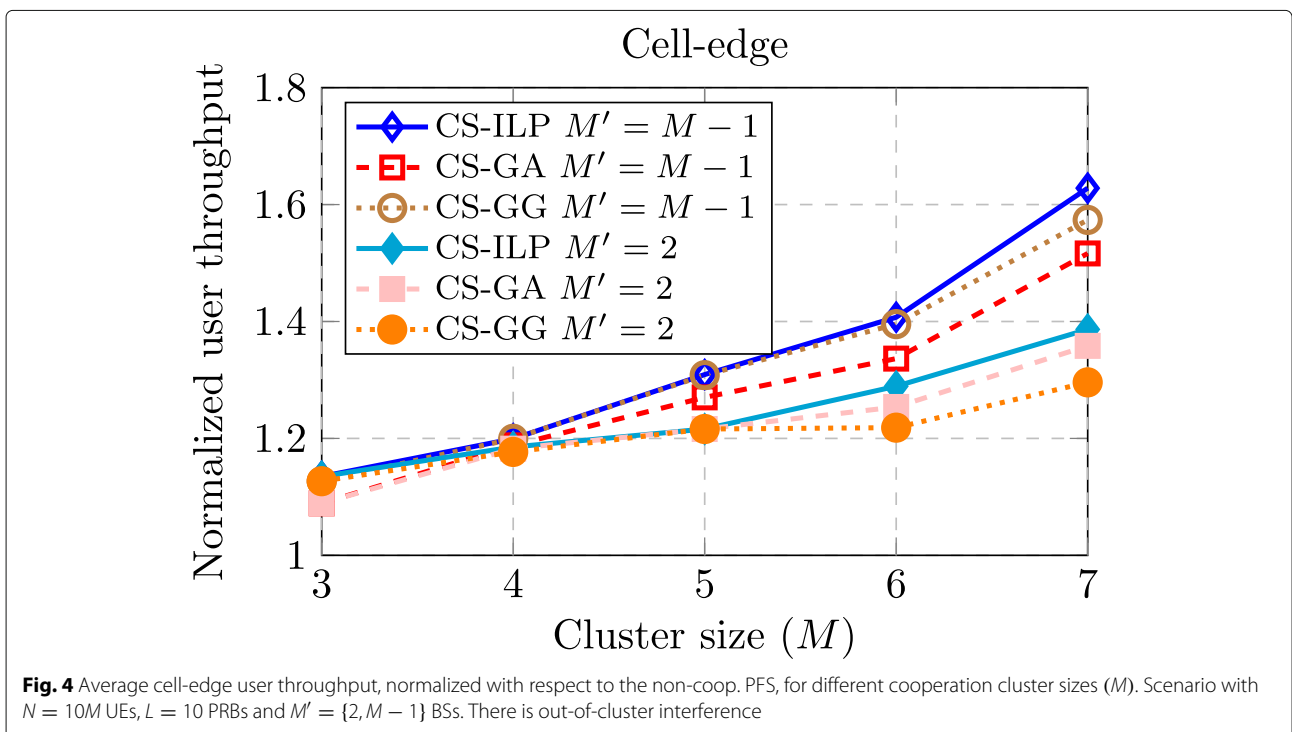 Cell-edge
Normalized user throughput
1.8
1.6
1.4
1.2
1
CS-ILP M′ = M − 1
CS-GA M′ = M − 1
CS-GG M′ = M − 1
CS-ILP M′ = 2
CS-GA M′ = 2
CS-GG M′ = 2
3 4 5 6 7
Cluster size (M)
Fig. 4 Average cell-edge user throughput, normalized with respect to the non-coop. PFS, for different cooperation cluster sizes (M). Scenario with
N = 10M UEs, L = 10 PRBs and M′ = {2, M − 1} BSs. There is out-of-cluster interference